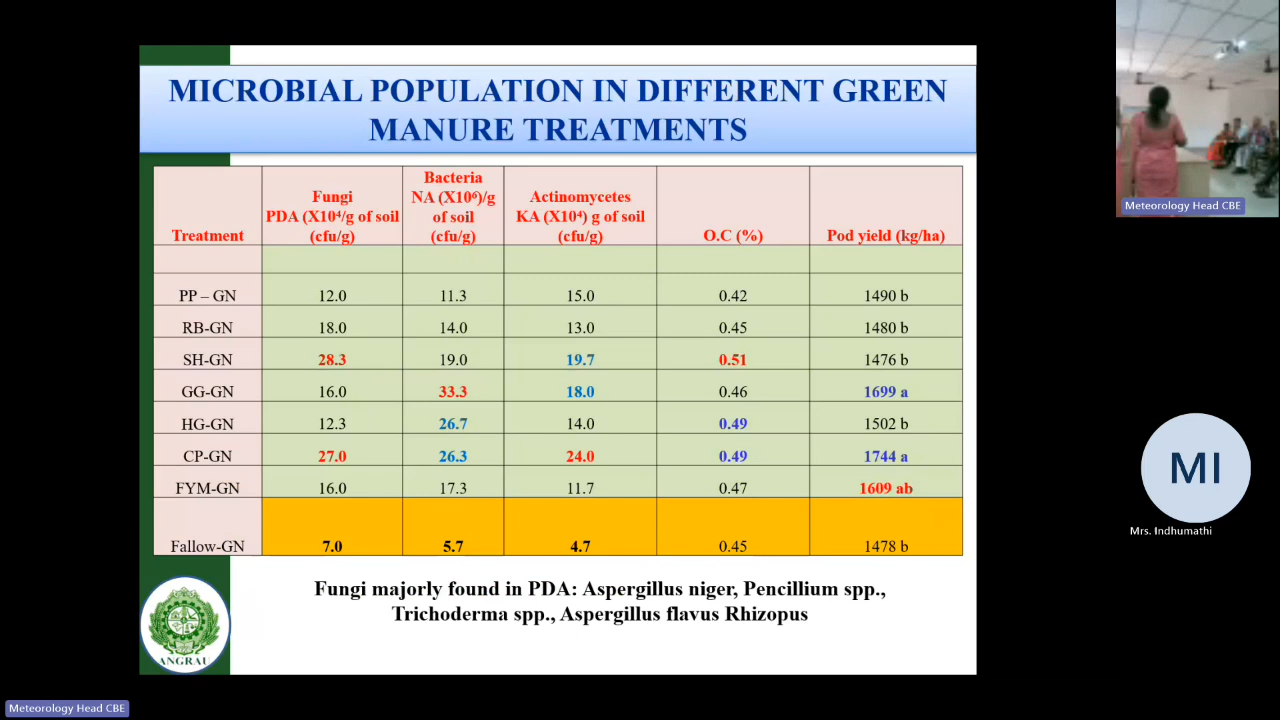 MICROBIAL POPULATION IN DIFFERENT GREEN
MANURE TREATMENTS
Treatment
Fungi
PDA (X10⁴/g of soil
(cfu/g)
Bacteria
NA (X10⁶)/g
of soil
(cfu/g)
Actinomycetes
KA (X10⁴) g of soil
(cfu/g)
O.C (%)
Pod yield (kg/ha)
PP – GN 12.0 11.3 15.0 0.42 1490 b
RB-GN 18.0 14.0 13.0 0.45 1480 b
SH-GN 28.3 19.0 19.7 0.51 1476 b
GG-GN 16.0 33.3 18.0 0.46 1699 a
HG-GN 12.3 26.7 14.0 0.49 1502 b
CP-GN 27.0 26.3 24.0 0.49 1744 a
FYM-GN 16.0 17.3 11.7 0.47 1609 ab
Fallow-GN 7.0 5.7 4.7 0.45 1478 b
Fungi majorly found in PDA: Aspergillus niger, Pencillium spp.,
Trichoderma spp., Aspergillus flavus Rhizopus
ANGRAU
Meteorology Head CBE
MI
Mrs. Indhumathi
Meteorology Head CBE